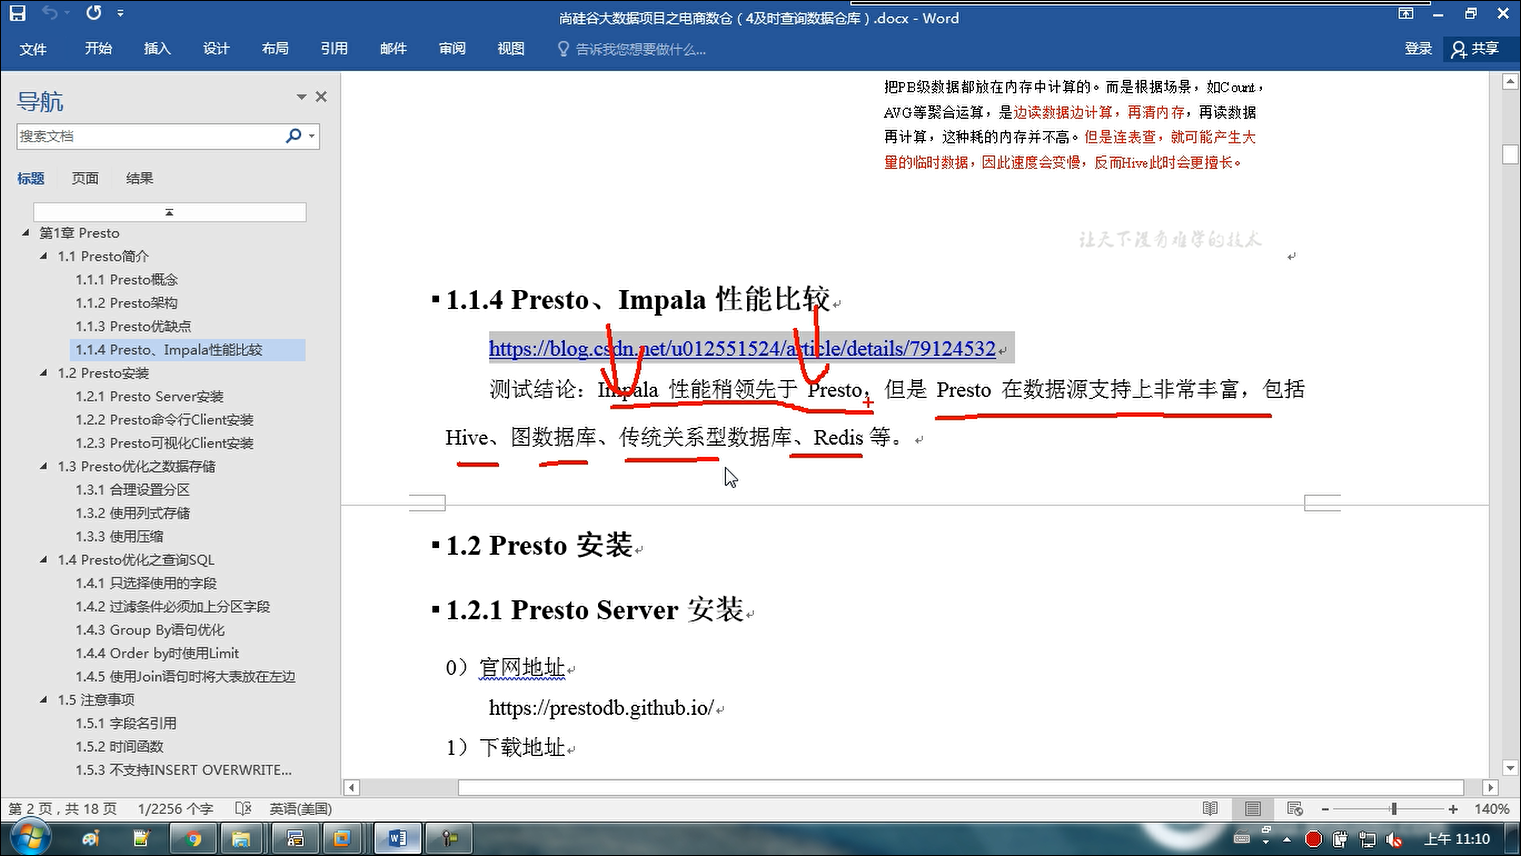 尚硅谷大数据项目之电商数仓（4及时查询数据仓库）.docx - Word
文件 开始 插入 设计 布局 引用 邮件 审阅 视图 告诉我您想要做什么... 登录 共享
导航
搜索文档
标题 页面 结果
第1章 Presto
1.1 Presto简介
1.1.1 Presto概念
1.1.2 Presto架构
1.1.3 Presto优缺点
1.1.4 Presto、Impala性能比较
1.2 Presto安装
1.2.1 Presto Server安装
1.2.2 Presto命令行Client安装
1.2.3 Presto可视化Client安装
1.3 Presto优化之数据存储
1.3.1 合理设置分区
1.3.2 使用列式存储
1.3.3 使用压缩
1.4 Presto优化之查询SQL
1.4.1 只选择使用的字段
1.4.2 过滤条件必须加上分区字段
1.4.3 Group By语句优化
1.4.4 Order by时使用Limit
1.4.5 使用Join语句时将大表放在左边
1.5 注意事项
1.5.1 字段名引用
1.5.2 时间函数
1.5.3 不支持INSERT OVERWRITE...
把PB级数据都放在内存中计算的。而是根据场景，如Count，
AVG等聚合运算，是边读数据边计算，再清内存，再读数据
再计算，这种耗的内存并不高。但是连表查，就可能产生大
量的临时数据，因此速度会变慢，反而Hive此时会更擅长。
让天下没有难学的技术
1.1.4 Presto、Impala 性能比较
https://blog.csdn.net/u012551524/article/details/79124532
测试结论：Impala 性能稍领先于 Presto，但是 Presto 在数据源支持上非常丰富，包括
Hive、图数据库、传统关系型数据库、Redis 等。
1.2 Presto 安装
1.2.1 Presto Server 安装
0）官网地址
https://prestodb.github.io/
1）下载地址
第 2 页，共 18 页 1/2256 个字 英语(美国) 140%
上午 11:10